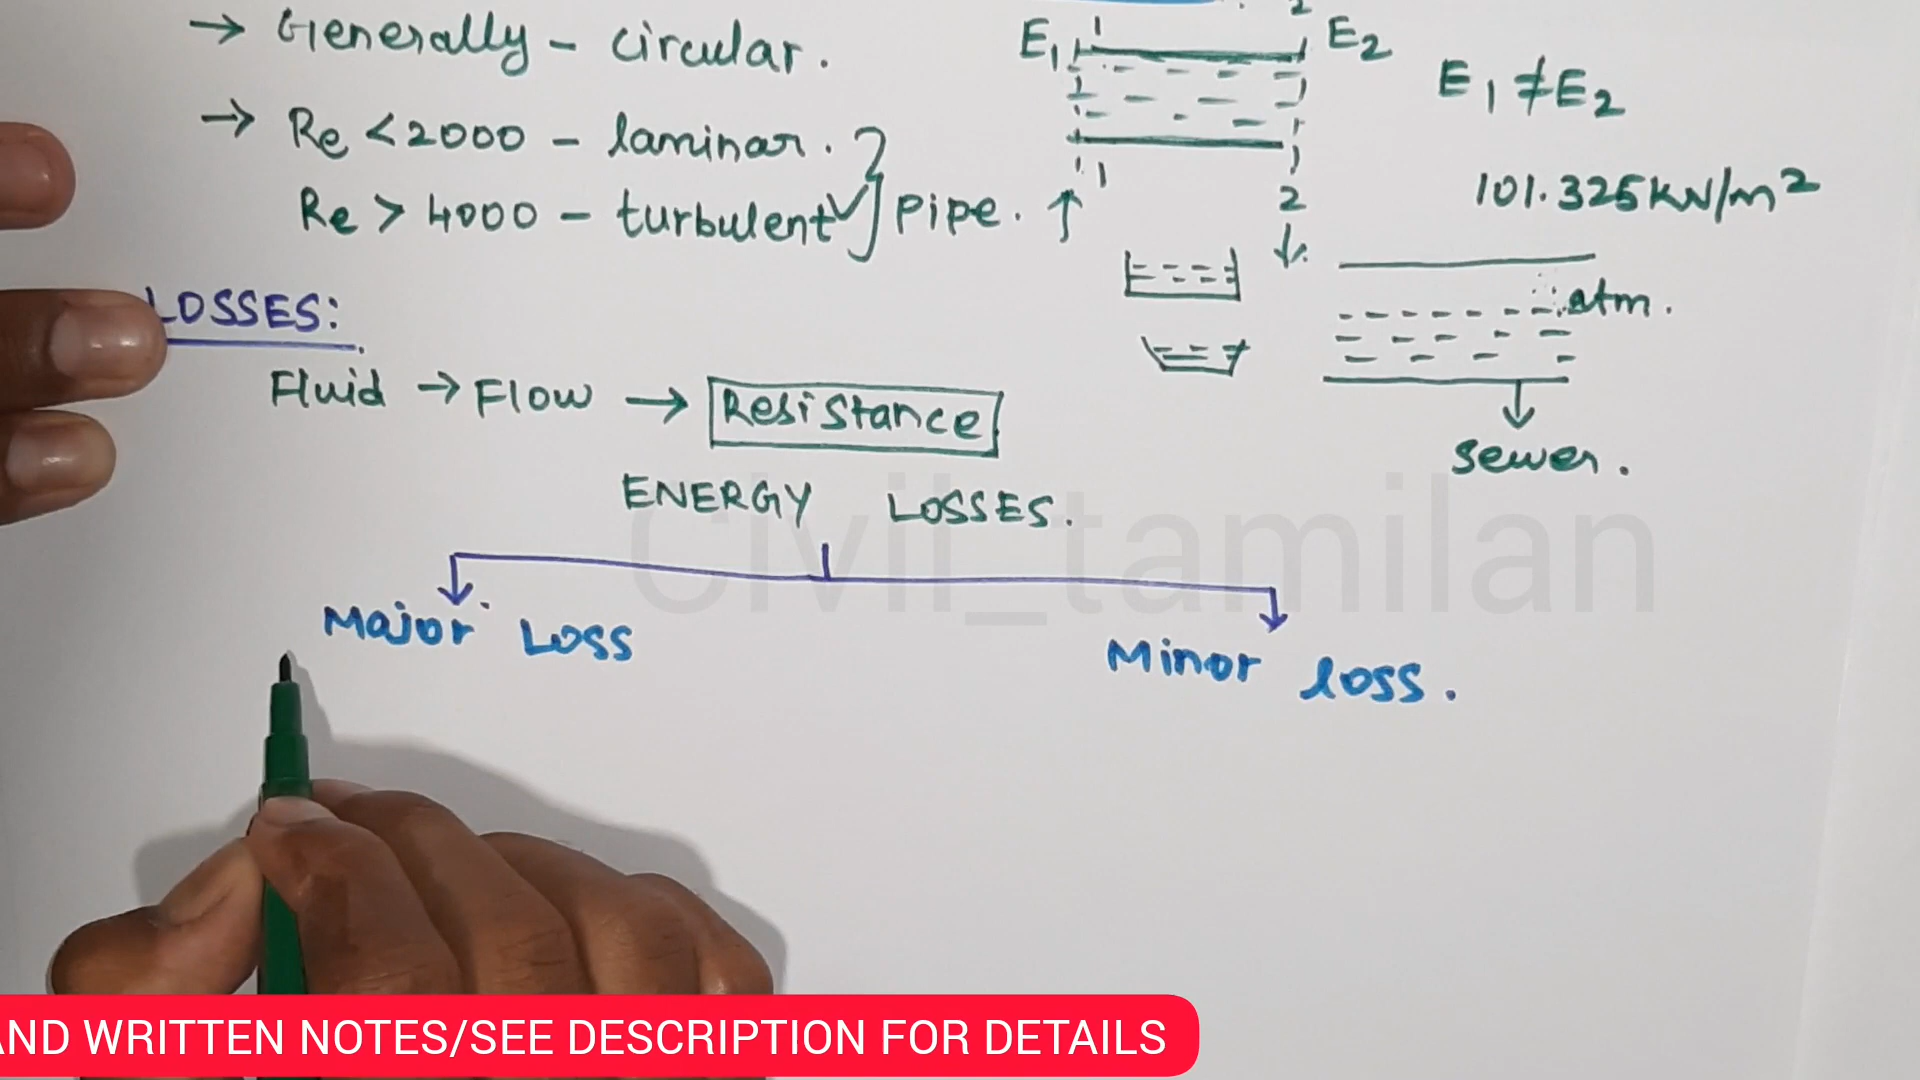 → Generally - circular.
→ Re < 2000 - laminar.
Re > 4000 - turbulent ✓ } pipe. ↑
E1 1 2 E2
E1 ≠ E2
1 2
101.325 kN/m2
atm.
sewer.
LOSSES:
Fluid → Flow → Resistance
ENERGY LOSSES.
Major Loss
Minor loss.
Civil_tamilan
AND WRITTEN NOTES/SEE DESCRIPTION FOR DETAILS